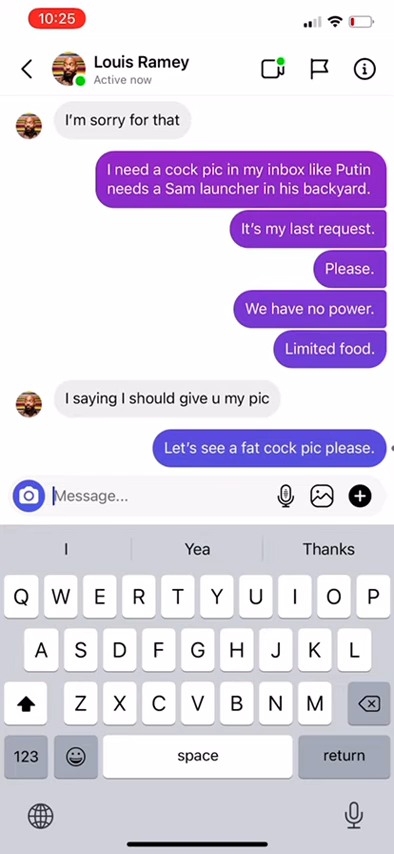 10:25
Louis Ramey
Active now
I'm sorry for that
I need a cock pic in my inbox like Putin
needs a Sam launcher in his backyard.
It's my last request.
Please.
We have no power.
Limited food.
I saying I should give u my pic
Let's see a fat cock pic please.
Message...
I Yea Thanks
Q W E R T Y U I O P
A S D F G H J K L
Z X C V B N M
123 space return